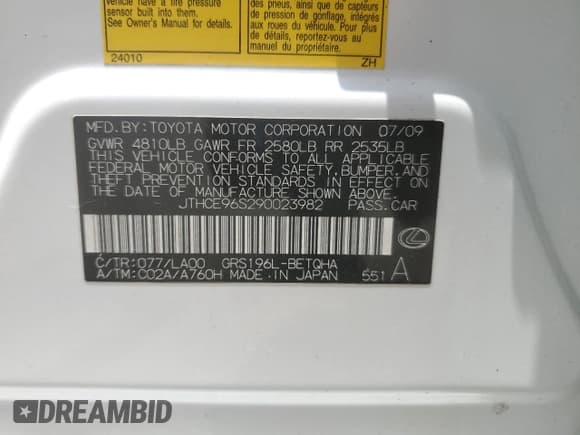 vehicle have a tire pressure
sensor built into them.
See Owner's Manual for details.
24010
des pneus, ainsi que des capteurs
de pression de gonflage, intégrés
aux roues du véhicule. Pour plus
de détails, reportez-vous au
manuel du propriétaire.
ZH
MFD.BY:TOYOTA MOTOR CORPORATION 07/09
GVWR 4810LB GAWR FR 2580LB RR 2535LB
THIS VEHICLE CONFORMS TO ALL APPLICABLE
FEDERAL MOTOR VEHICLE SAFETY,BUMPER,AND
THEFT PREVENTION STANDARDS IN EFFECT ON
THE DATE OF MANUFACTURE SHOWN ABOVE.
JTHCE96S290023982 PASS.CAR
C/TR:077/LA00 GRS196L-BETQHA
A/TM:C02A/A760H MADE IN JAPAN 551 A
DREAMBID